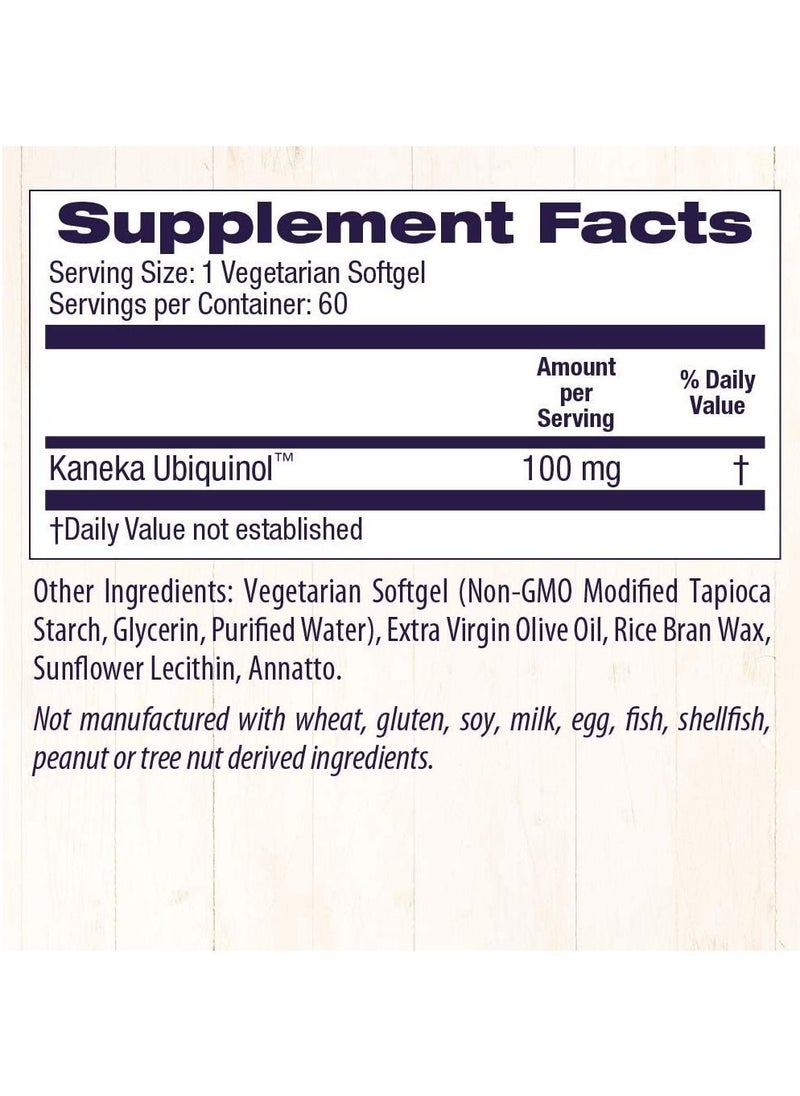 Supplement Facts
Serving Size: 1 Vegetarian Softgel
Servings per Container: 60
Amount
per
Serving
% Daily
Value
Kaneka Ubiquinol™ 100 mg †
†Daily Value not established
Other Ingredients: Vegetarian Softgel (Non-GMO Modified Tapioca
Starch, Glycerin, Purified Water), Extra Virgin Olive Oil, Rice Bran Wax,
Sunflower Lecithin, Annatto.
Not manufactured with wheat, gluten, soy, milk, egg, fish, shellfish,
peanut or tree nut derived ingredients.